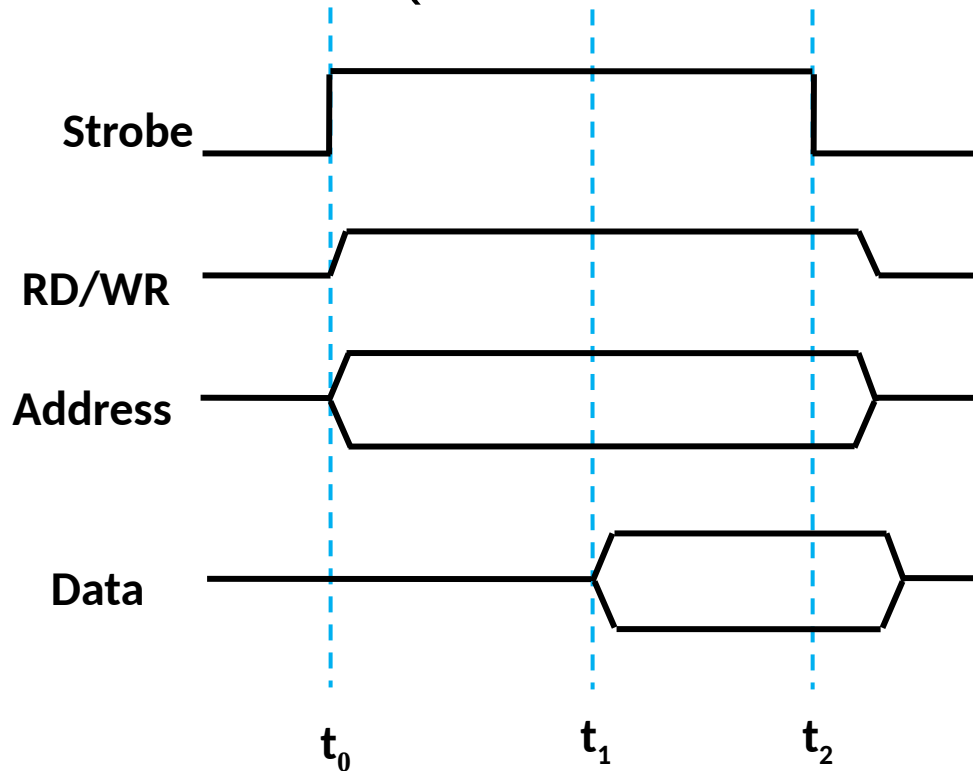 Strobe
RD/WR
Address
Data
t₀ t₁ t₂